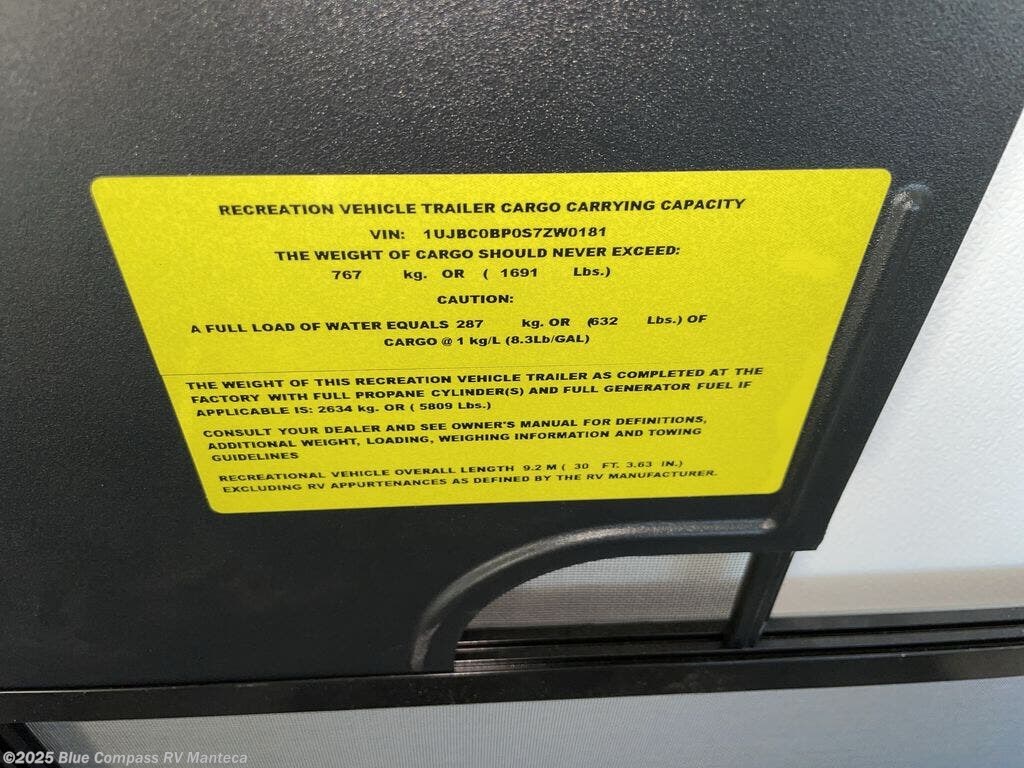 RECREATION VEHICLE TRAILER CARGO CARRYING CAPACITY
VIN: 1UJBC0BP0S7ZW0181
THE WEIGHT OF CARGO SHOULD NEVER EXCEED:
767 kg. OR ( 1691 Lbs.)
CAUTION:
A FULL LOAD OF WATER EQUALS 287 kg. OR (632 Lbs.) OF
CARGO @ 1 kg/L (8.3Lb/GAL)
THE WEIGHT OF THIS RECREATION VEHICLE TRAILER AS COMPLETED AT THE
FACTORY WITH FULL PROPANE CYLINDER(S) AND FULL GENERATOR FUEL IF
APPLICABLE IS: 2634 kg. OR ( 5809 Lbs.)
CONSULT YOUR DEALER AND SEE OWNER'S MANUAL FOR DEFINITIONS,
ADDITIONAL WEIGHT, LOADING, WEIGHING INFORMATION AND TOWING
GUIDELINES
RECREATIONAL VEHICLE OVERALL LENGTH 9.2 M ( 30 FT. 3.63 IN.)
EXCLUDING RV APPURTENANCES AS DEFINED BY THE RV MANUFACTURER.
©2025 Blue Compass RV Manteca